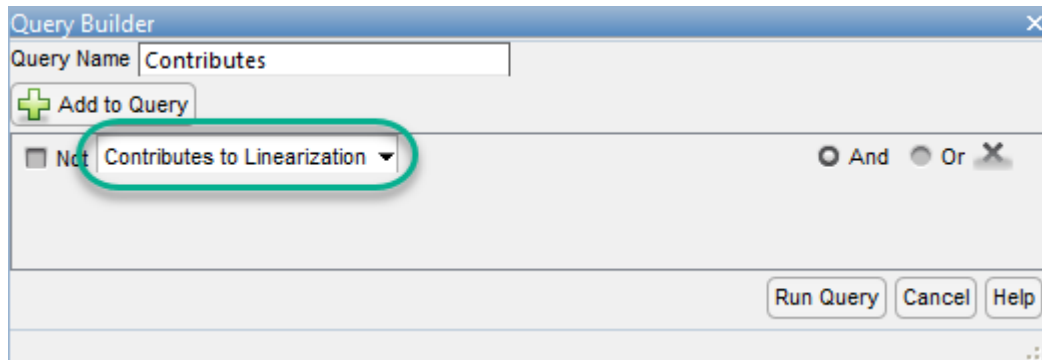 Query Builder
Query Name Contributes
Add to Query
Not Contributes to Linearization And Or
Run Query Cancel Help